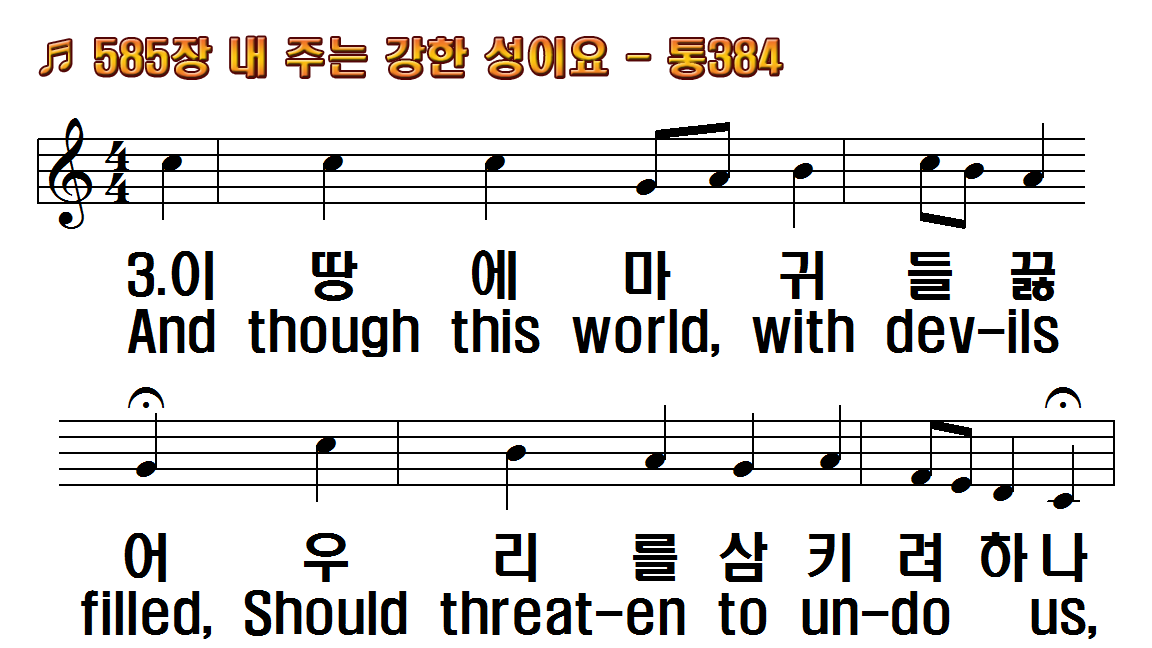 ♬ 585장 내 주는 강한 성이요 - 통384
4
4
3.이 땅 에 마 귀 들 끓
And though this world, with dev-ils
어 우 리 를 삼 키 려 하 나
filled, Should threat-en to un-do us,